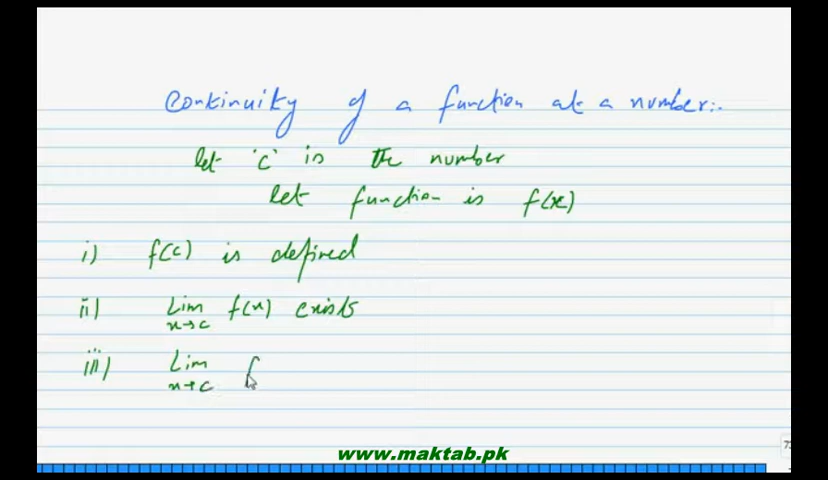 Continuity of a function at a number:.
let 'c' is the number
let function is f(x)
i) f(c) is defined
ii) Lim x→c f(x) exists
iii) Lim x→c f
www.maktab.pk